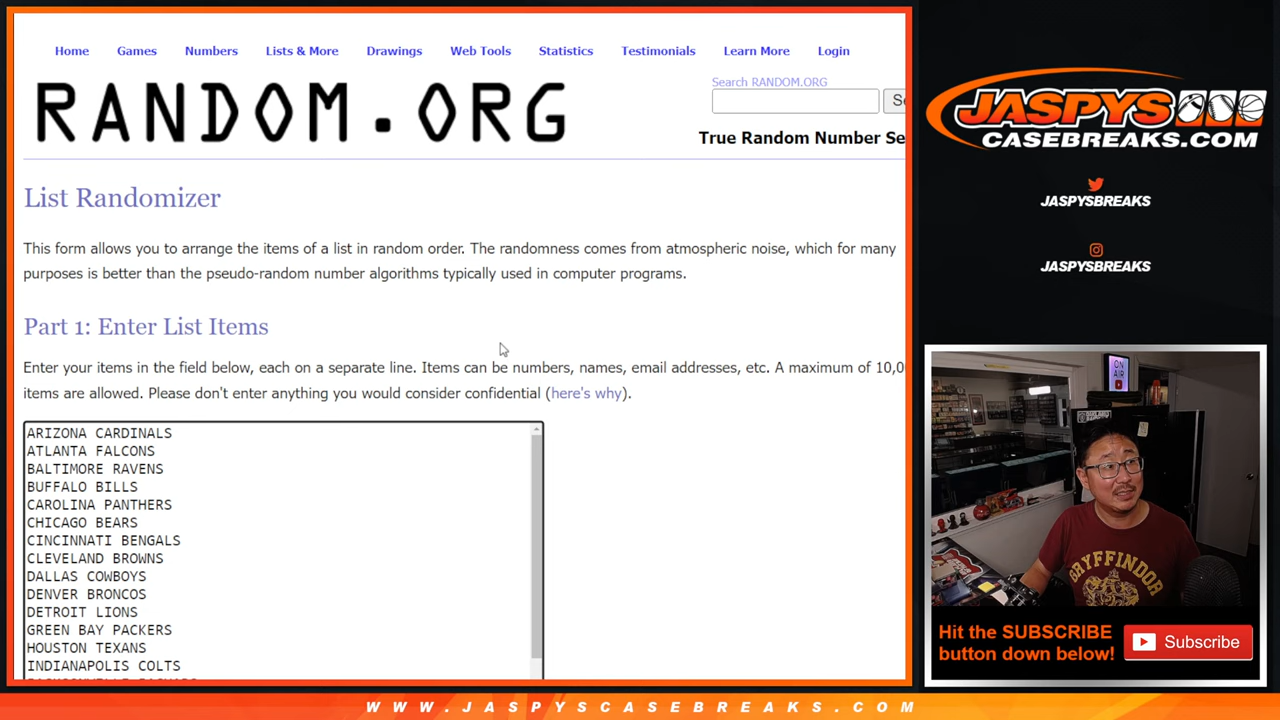 Home Games Numbers Lists & More Drawings Web Tools Statistics Testimonials Learn More Login
RANDOM.ORG
Search RANDOM.ORG
True Random Number Se
List Randomizer
This form allows you to arrange the items of a list in random order. The randomness comes from atmospheric noise, which for many
purposes is better than the pseudo-random number algorithms typically used in computer programs.
Part 1: Enter List Items
Enter your items in the field below, each on a separate line. Items can be numbers, names, email addresses, etc. A maximum of 10,0
items are allowed. Please don't enter anything you would consider confidential (here's why).
ARIZONA CARDINALS
ATLANTA FALCONS
BALTIMORE RAVENS
BUFFALO BILLS
CAROLINA PANTHERS
CHICAGO BEARS
CINCINNATI BENGALS
CLEVELAND BROWNS
DALLAS COWBOYS
DENVER BRONCOS
DETROIT LIONS
GREEN BAY PACKERS
HOUSTON TEXANS
INDIANAPOLIS COLTS
JASPYS
CASEBREAKS.COM
JASPYSBREAKS
JASPYSBREAKS
ON
AIR
GRYFFINDOR
Hit the SUBSCRIBE
button down below!
Subscribe
WWW.JASPYSCASEBREAKS.COM